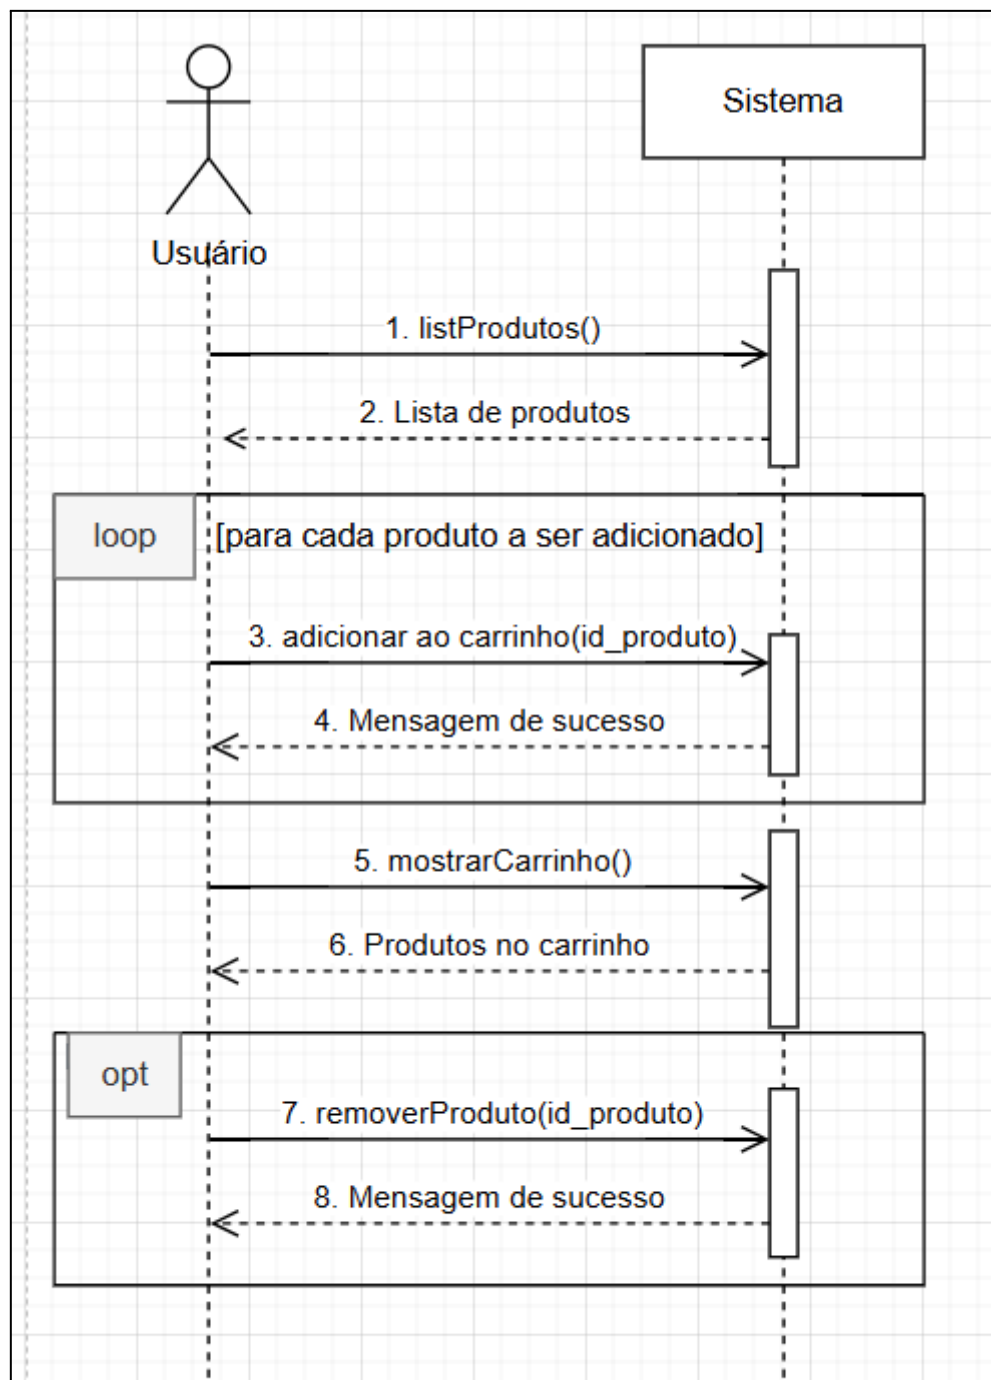 Sistema
Usuário
1. listProdutos()
2. Lista de produtos
loop
[para cada produto a ser adicionado]
3. adicionar ao carrinho(id_produto)
4. Mensagem de sucesso
5. mostrarCarrinho()
6. Produtos no carrinho
opt
7. removerProduto(id_produto)
8. Mensagem de sucesso